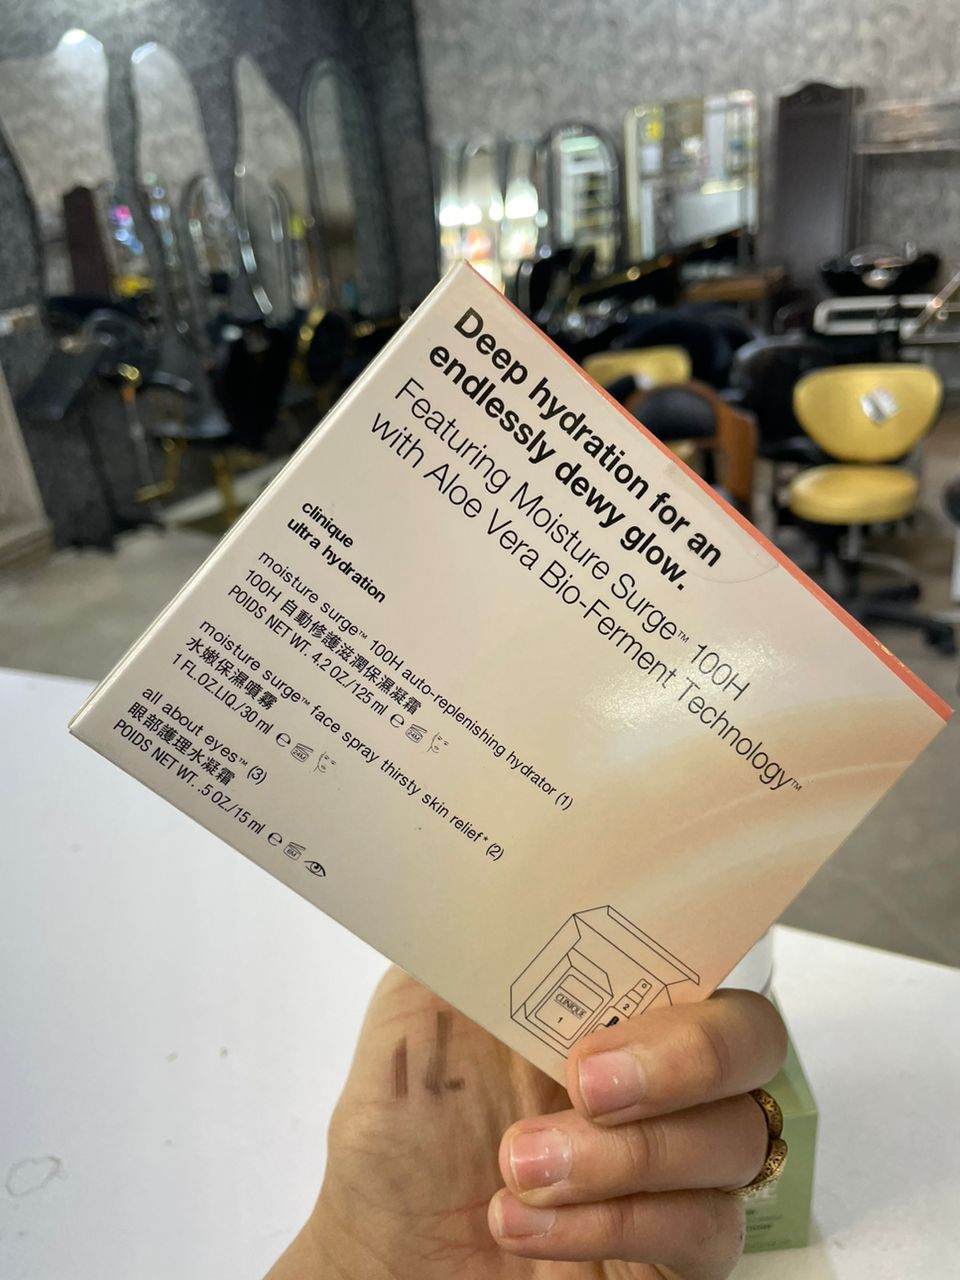 Deep hydration for an
endlessly dewy glow.
Featuring Moisture Surge™ 100H
with Aloe Vera Bio-Ferment Technology™
clinique
ultra hydration
moisture surge™ 100H auto-replenishing hydrator (1)
100H 自動修護滋潤保濕凝霜
POIDS NET WT. 4.2 OZ./125 ml ℮ 24M
moisture surge™ face spray thirsty skin relief* (2)
水嫩保濕噴霧
1 FL.OZ.LIQ./30 ml ℮ 24M
all about eyes™ (3)
眼部護理水凝霜
POIDS NET WT. .5 OZ./15 ml ℮ 6M
CLINIQUE
1
2